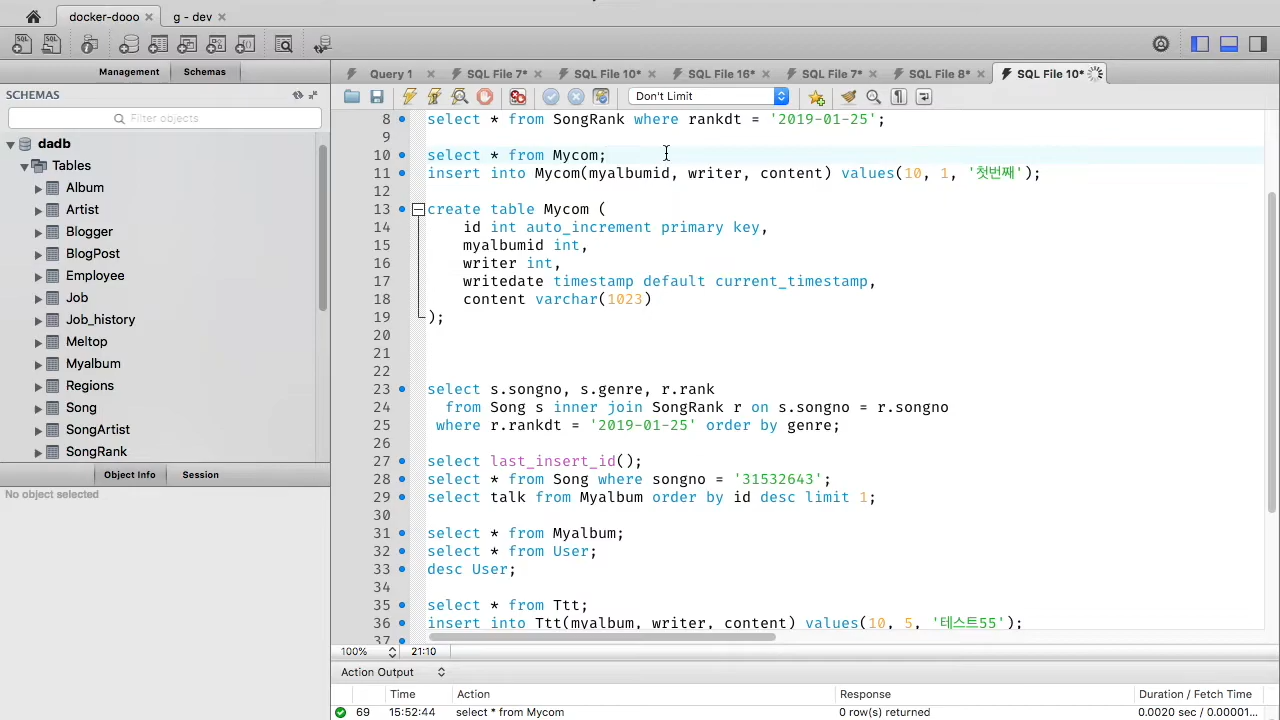 docker-dooo × g - dev ×
Management Schemas
SCHEMAS
Filter objects
dadb
Tables
Album
Artist
Blogger
BlogPost
Employee
Job
Job_history
Meltop
Myalbum
Regions
Song
SongArtist
SongRank
Object Info Session
No object selected
Query 1 × SQL File 7* × SQL File 10* × SQL File 16* × SQL File 7* × SQL File 8* × SQL File 10*
Don't Limit
8 select * from SongRank where rankdt = '2019-01-25';
9
10 select * from Mycom;
11 insert into Mycom(myalbumid, writer, content) values(10, 1, '첫번째');
12
13 create table Mycom (
14 id int auto_increment primary key,
15 myalbumid int,
16 writer int,
17 writedate timestamp default current_timestamp,
18 content varchar(1023)
19 );
20
21
22
23 select s.songno, s.genre, r.rank
24 from Song s inner join SongRank r on s.songno = r.songno
25 where r.rankdt = '2019-01-25' order by genre;
26
27 select last_insert_id();
28 select * from Song where songno = '31532643';
29 select talk from Myalbum order by id desc limit 1;
30
31 select * from Myalbum;
32 select * from User;
33 desc User;
34
35 select * from Ttt;
36 insert into Ttt(myalbum, writer, content) values(10, 5, '테스트55');
37
100% 21:10
Action Output
Time Action Response Duration / Fetch Time
69 15:52:44 select * from Mycom 0 row(s) returned 0.0020 sec / 0.00001...